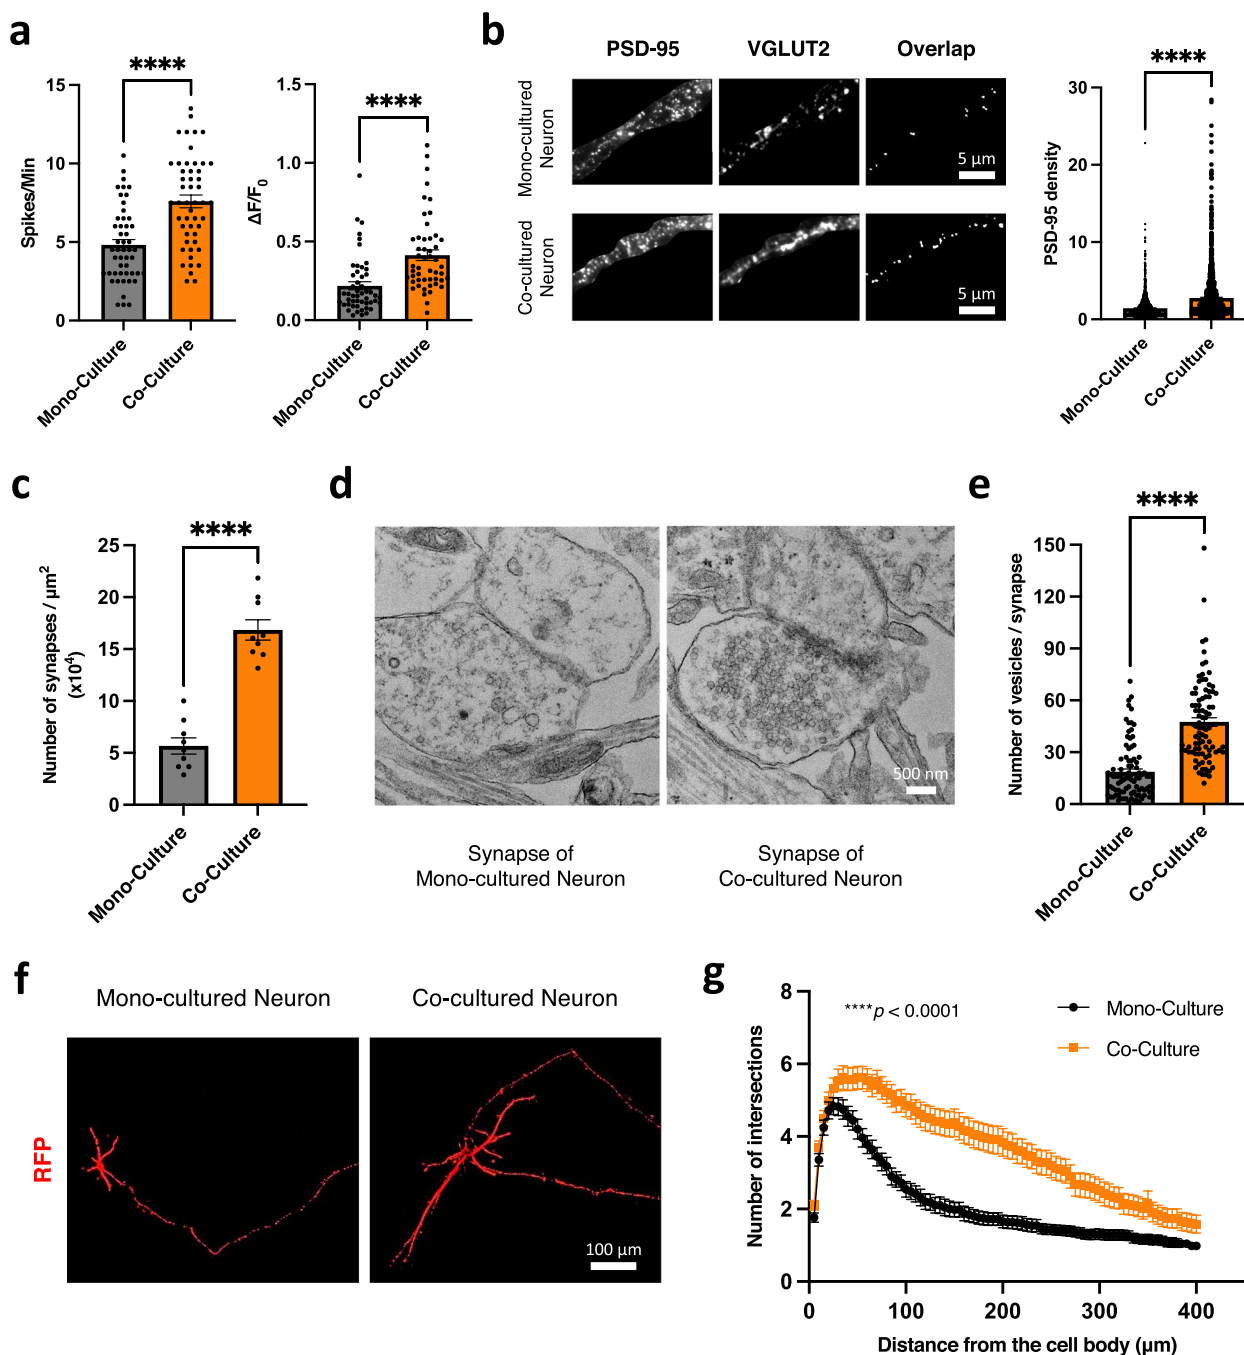 a
****
15
10
5
0
Spikes/Min
Mono-Culture
Co-Culture
****
1.5
1.0
0.5
0.0
ΔF/F₀
Mono-Culture
Co-Culture
b
PSD-95
VGLUT2
Overlap
Mono-cultured
Neuron
5 µm
Co-cultured
Neuron
5 µm
****
30
20
10
0
PSD-95 density
Mono-Culture
Co-Culture
c
****
25
20
15
10
5
0
Number of synapses / µm²
(x10⁴)
Mono-Culture
Co-Culture
d
500 nm
Synapse of
Mono-cultured Neuron
Synapse of
Co-cultured Neuron
e
****
150
120
90
60
30
0
Number of vesicles / synapse
Mono-Culture
Co-Culture
f
Mono-cultured Neuron
Co-cultured Neuron
RFP
100 µm
g
8
6
4
2
0
Number of intersections
****p < 0.0001
Mono-Culture
Co-Culture
0
100
200
300
400
Distance from the cell body (µm)